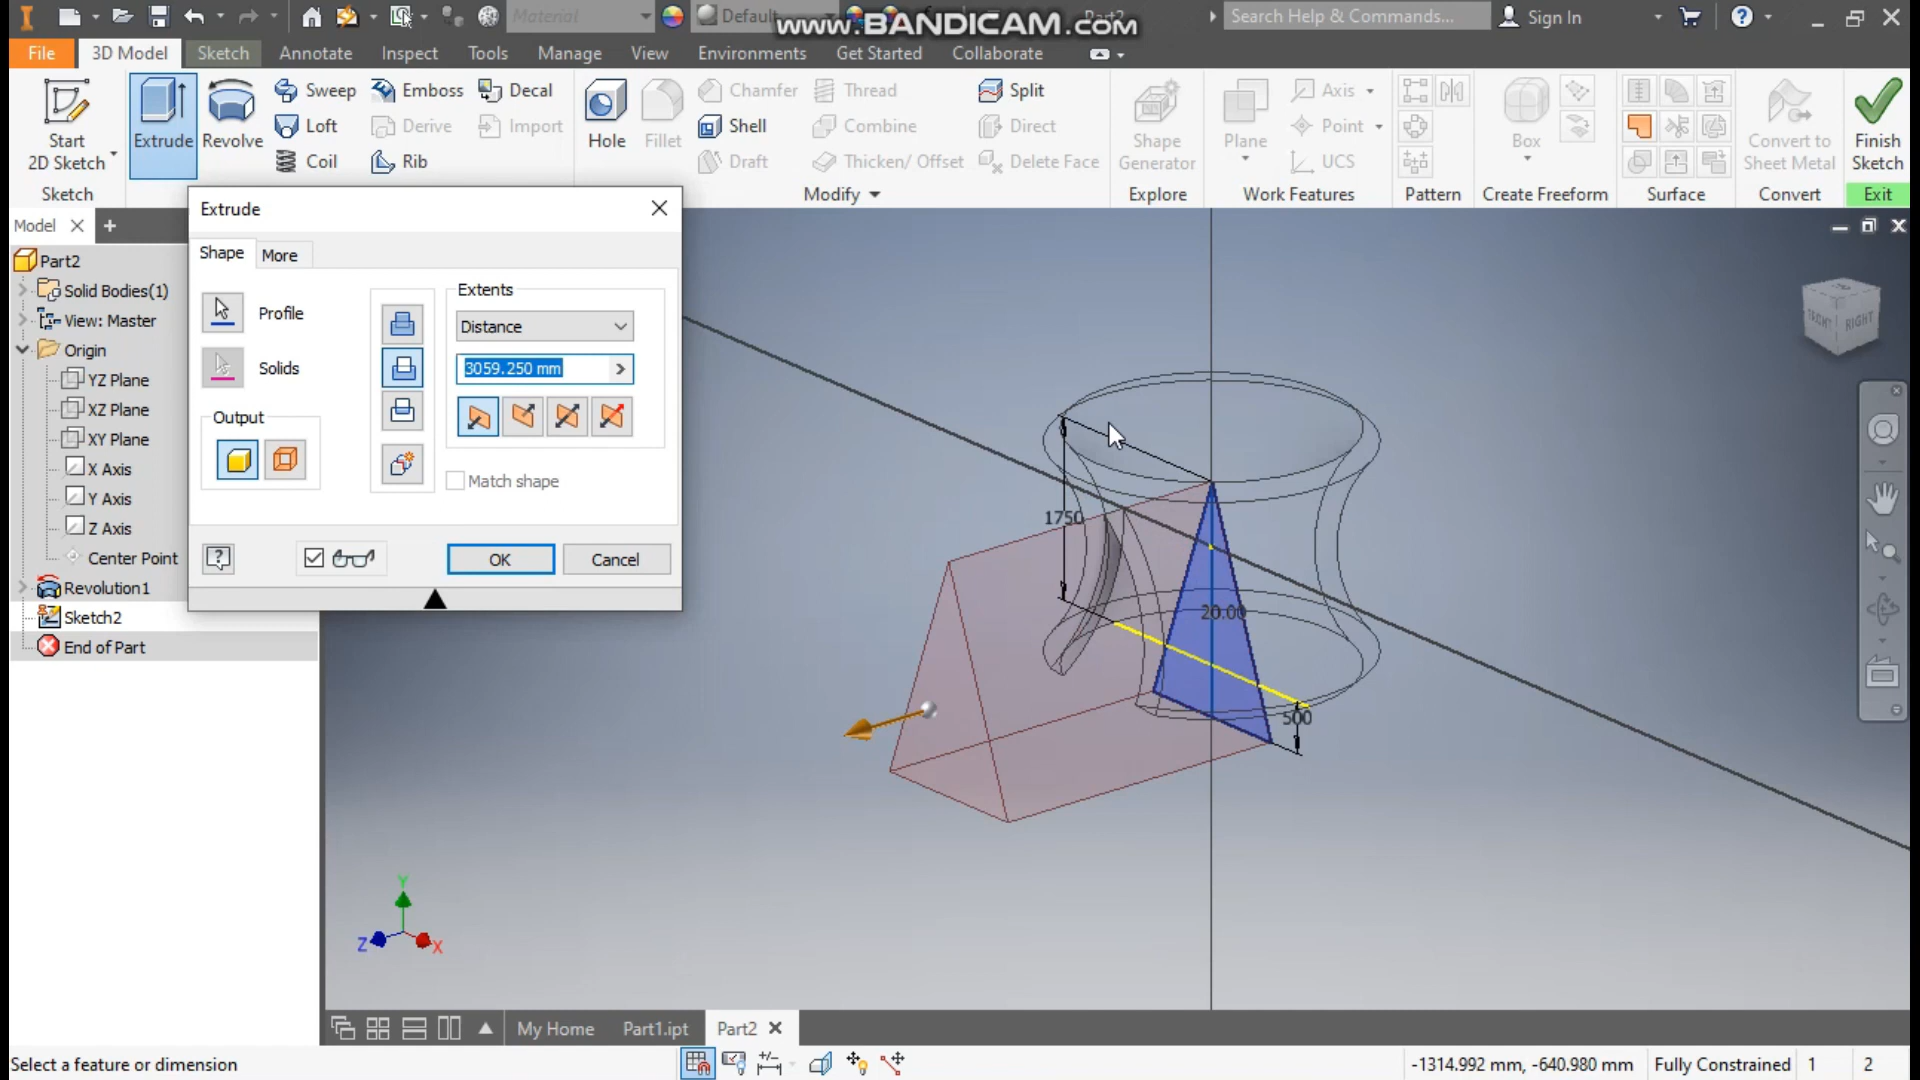 Material
Default
www.BANDICAM.com
Search Help & Commands...
Sign In
File
3D Model
Sketch
Annotate
Inspect
Tools
Manage
View
Environments
Get Started
Collaborate
Start
2D Sketch
Extrude
Revolve
Sweep
Loft
Coil
Emboss
Derive
Rib
Decal
Import
Hole
Fillet
Chamfer
Shell
Draft
Thread
Combine
Thicken/ Offset
Split
Direct
Delete Face
Shape
Generator
Plane
Axis
Point
UCS
Box
Convert to
Sheet Metal
Finish
Sketch
Sketch
Modify
Explore
Work Features
Pattern
Create Freeform
Surface
Convert
Exit
Model
Part2
Solid Bodies(1)
View: Master
Origin
YZ Plane
XZ Plane
XY Plane
X Axis
Y Axis
Z Axis
Center Point
Revolution1
Sketch2
End of Part
Extrude
Shape
More
Profile
Solids
Output
Extents
Distance
3059.250 mm
Match shape
OK
Cancel
FRONT
RIGHT
1750
20.00
500
Y
Z
X
My Home
Part1.ipt
Part2
Select a feature or dimension
-1314.992 mm, -640.980 mm
Fully Constrained
1
2